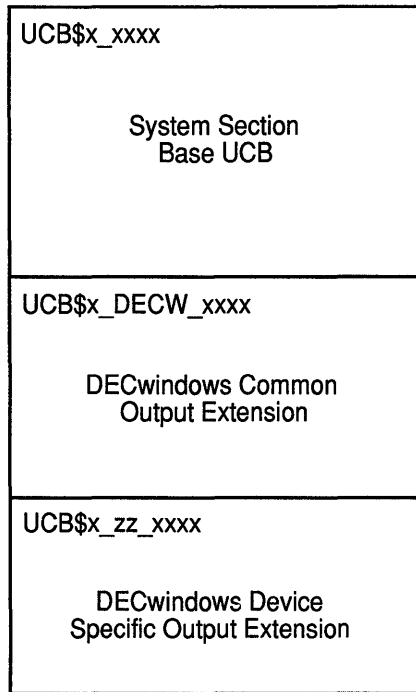 UCB$x_xxxx
System Section
Base UCB
UCB$x_DECW_xxxx
DECwindows Common
Output Extension
UCB$x_zz_xxxx
DECwindows Device
Specific Output Extension